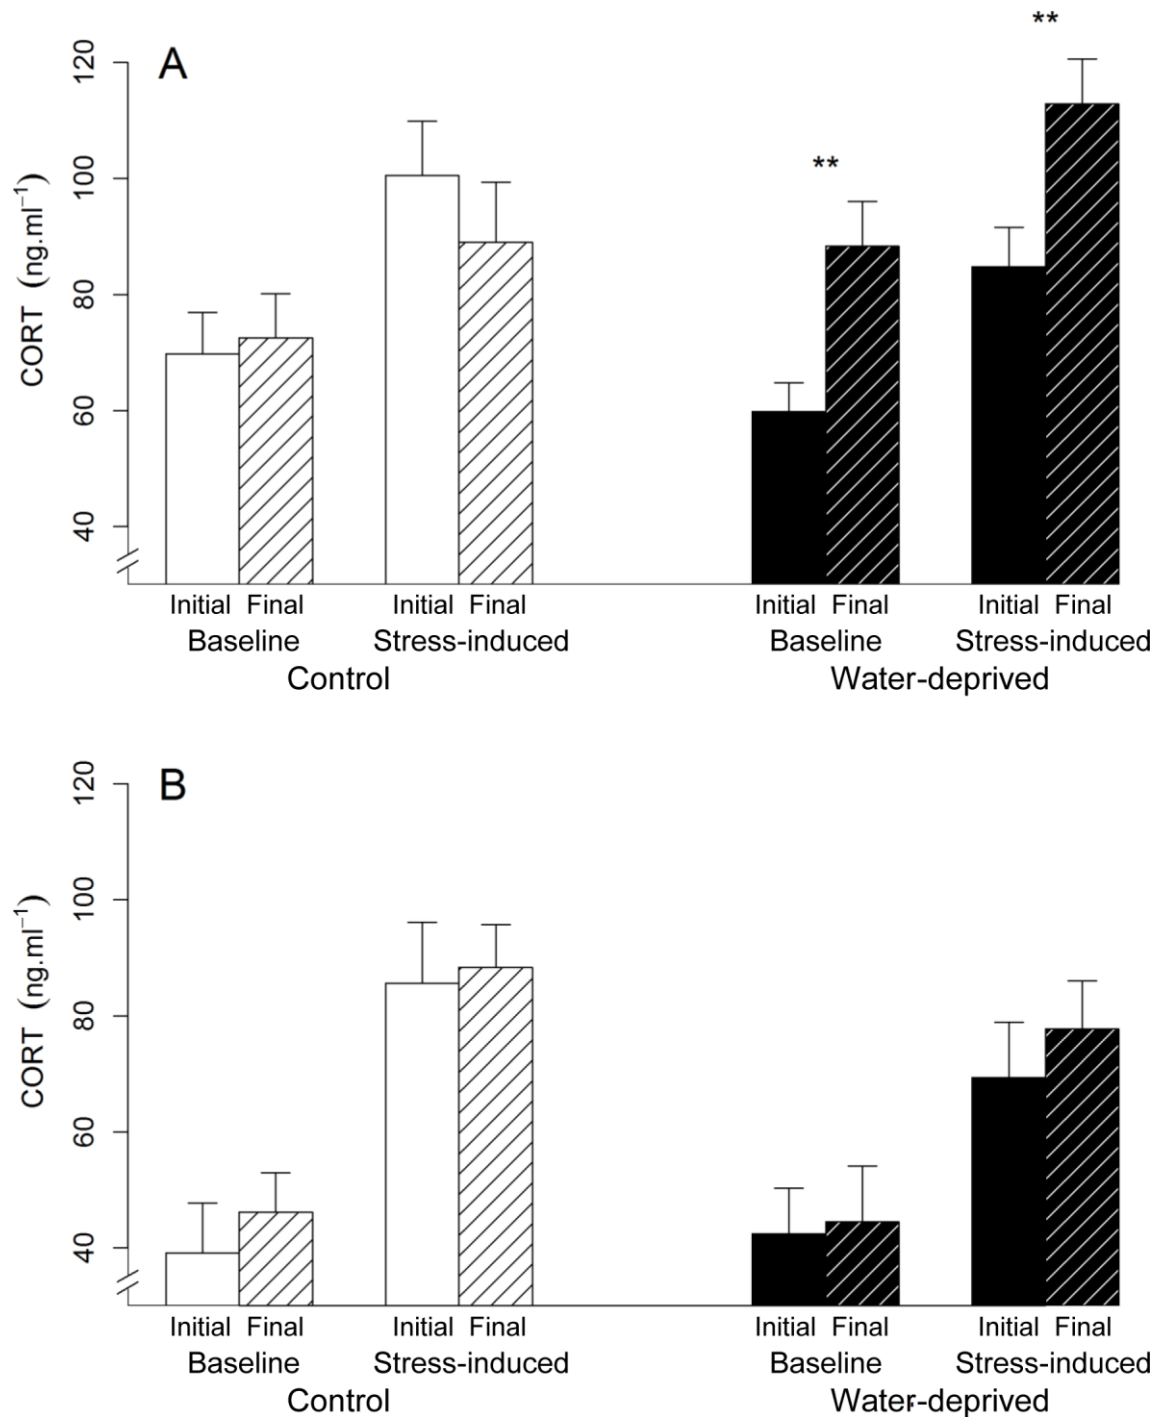 **
A
120
100
80
60
40
CORT (ng.ml⁻¹)
**
Initial Final Initial Final Initial Final Initial Final
Baseline Stress-induced Baseline Stress-induced
Control Water-deprived
B
120
100
80
60
40
CORT (ng.ml⁻¹)
Initial Final Initial Final Initial Final Initial Final
Baseline Stress-induced Baseline Stress-induced
Control Water-deprived